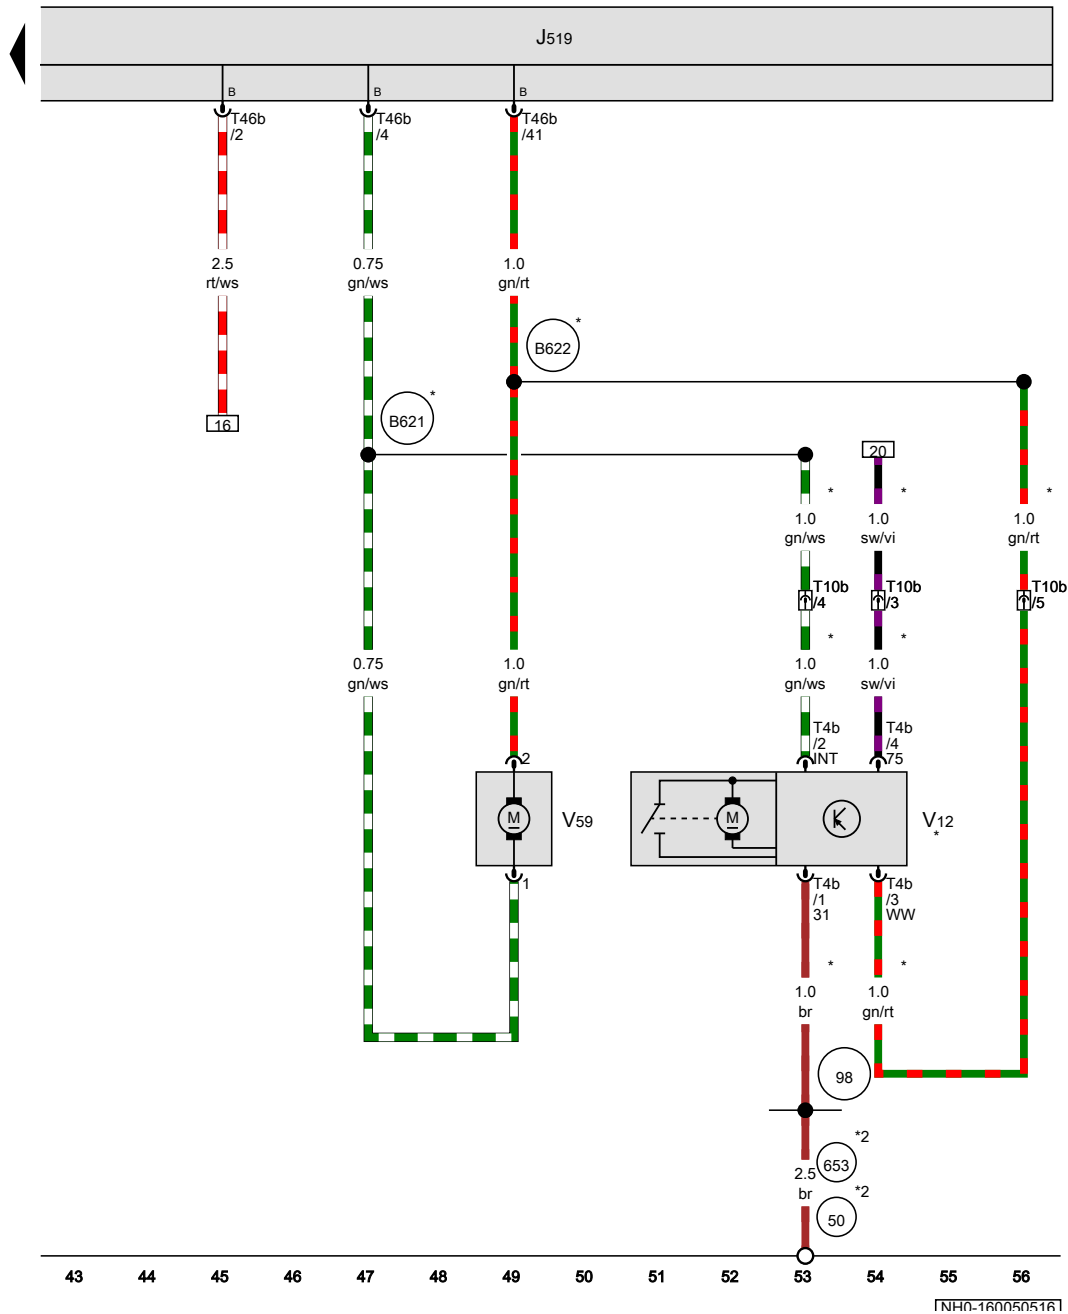 J519
B
B
B
T46b
/2
T46b
/4
T46b
/41
2.5
rt/ws
0.75
gn/ws
1.0
gn/rt
B622
*
B621
*
16
20
*
*
*
1.0
gn/ws
1.0
sw/vi
1.0
gn/rt
T10b
/4
T10b
/3
T10b
/5
*
*
0.75
gn/ws
1.0
gn/rt
1.0
gn/ws
1.0
sw/vi
T4b
/2
INT
T4b
/4
75
2
M
V59
M
V12
*
1
T4b
/1
31
T4b
/3
WW
*
*
1.0
br
1.0
gn/rt
98
*2
653
2.5
br
*2
50
43 44 45 46 47 48 49 50 51 52 53 54 55 56
NH0-160050516